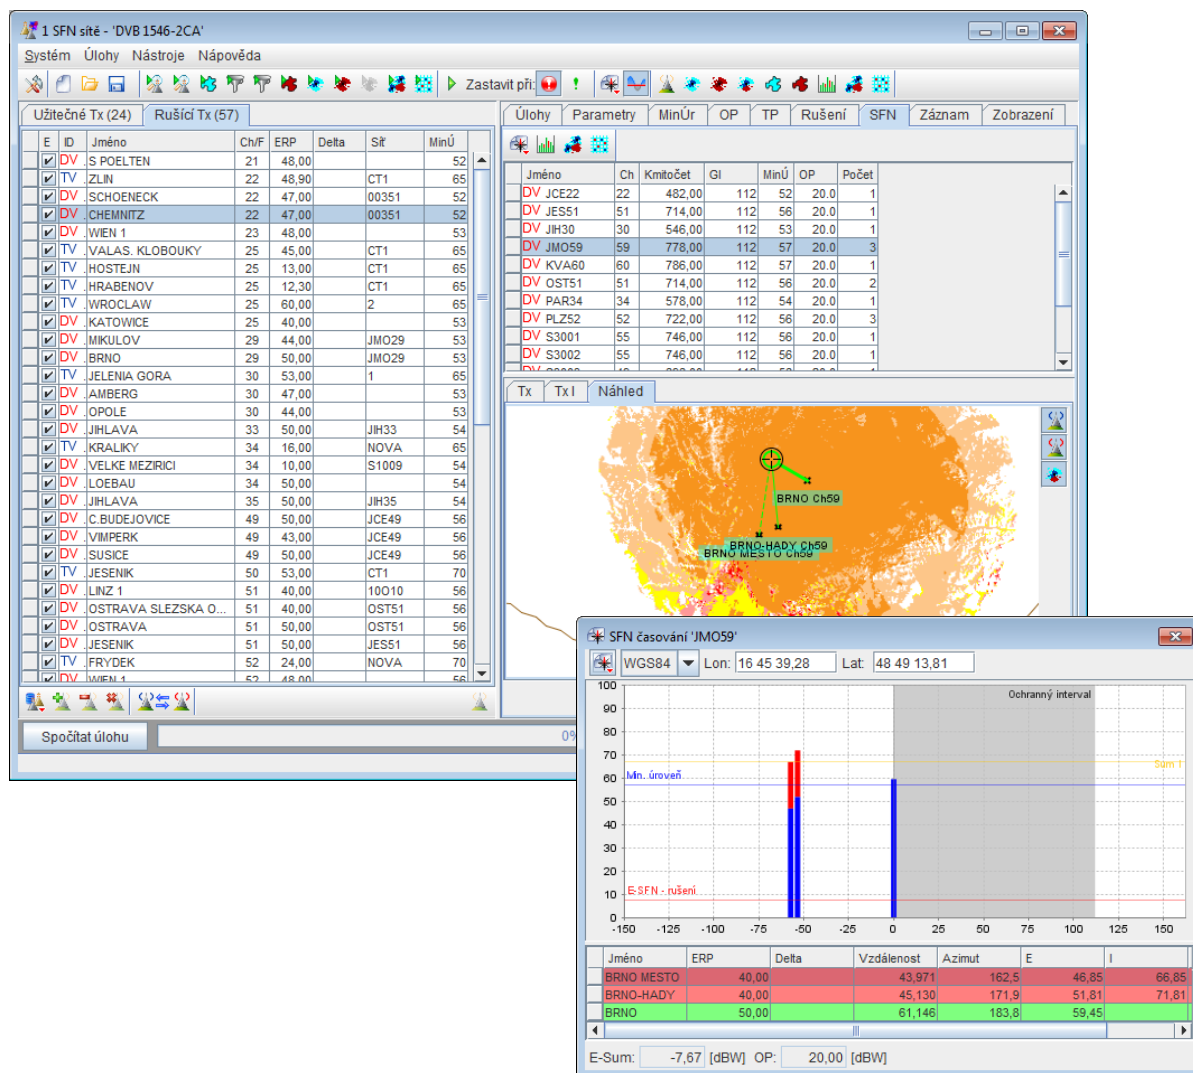 1 SFN sítě - 'DVB 1546-2CA'
Systém Úlohy Nástroje Nápověda
Zastavit při:
Užitečné Tx (24) Rušící Tx (57)
E ID Jméno Ch/F ERP Delta Síť MinÚ
DV .S POELTEN 21 48,00 52
TV .ZLIN 22 48,90 CT1 65
DV .SCHOENECK 22 47,00 00351 52
DV .CHEMNITZ 22 47,00 00351 52
DV .WIEN 1 23 48,00 53
TV .VALAS. KLOBOUKY 25 45,00 CT1 65
TV .HOSTEJN 25 13,00 CT1 65
TV .HRABENOV 25 12,30 CT1 65
TV .WROCLAW 25 60,00 2 65
DV .KATOWICE 25 40,00 53
DV .MIKULOV 29 44,00 JMO29 53
DV .BRNO 29 50,00 JMO29 53
TV .JELENIA GORA 30 53,00 1 65
DV .AMBERG 30 47,00 53
DV .OPOLE 30 44,00 53
DV .JIHLAVA 33 50,00 JIH33 54
TV .KRALIKY 34 16,00 NOVA 65
DV .VELKE MEZIRICI 34 10,00 S1009 54
DV .LOEBAU 34 50,00 54
DV .JIHLAVA 35 50,00 JIH35 54
DV .C.BUDEJOVICE 49 50,00 JCE49 56
DV .VIMPERK 49 43,00 JCE49 56
DV .SUSICE 49 50,00 JCE49 56
TV .JESENIK 50 53,00 CT1 70
DV .LINZ 1 51 40,00 10O10 56
DV .OSTRAVA SLEZSKA O... 51 40,00 OST51 56
DV .OSTRAVA 51 50,00 OST51 56
DV .JESENIK 51 50,00 JES51 56
TV .FRYDEK 52 24,00 NOVA 70
DV .WIEN 1 52 48,00 56
Spočítat úlohu 0%
Úlohy Parametry MinÚr OP TP Rušení SFN Záznam Zobrazení
Jméno Ch Kmitočet GI MinÚ OP Počet
DV JCE22 22 482,00 112 52 20.0 1
DV JES51 51 714,00 112 56 20.0 1
DV JIH30 30 546,00 112 53 20.0 1
DV JMO59 59 778,00 112 57 20.0 3
DV KVA60 60 786,00 112 57 20.0 1
DV OST51 51 714,00 112 56 20.0 2
DV PAR34 34 578,00 112 54 20.0 1
DV PLZ52 52 722,00 112 56 20.0 3
DV S3001 55 746,00 112 56 20.0 1
DV S3002 55 746,00 112 56 20.0 1
Tx Tx I Náhled
BRNO Ch59
BRNO-HADY Ch59
BRNO MESTO Ch59
SFN časování 'JMO59'
WGS84 Lon: 16 45 39,28 Lat: 48 49 13,81
100
90
80
70
60
50
40
30
20
10
0
Ochranný interval
Sum 1
Min. úroveň
E-SFN - rušení
-150 -125 -100 -75 -50 -25 0 25 50 75 100 125 150
Jméno ERP Delta Vzdálenost Azimut E I
BRNO MESTO 40,00 43,971 162,5 46,85 66,85
BRNO-HADY 40,00 45,130 171,9 51,81 71,81
BRNO 50,00 61,146 183,8 59,45
E-Sum: -7,67 [dBW] OP: 20,00 [dBW]